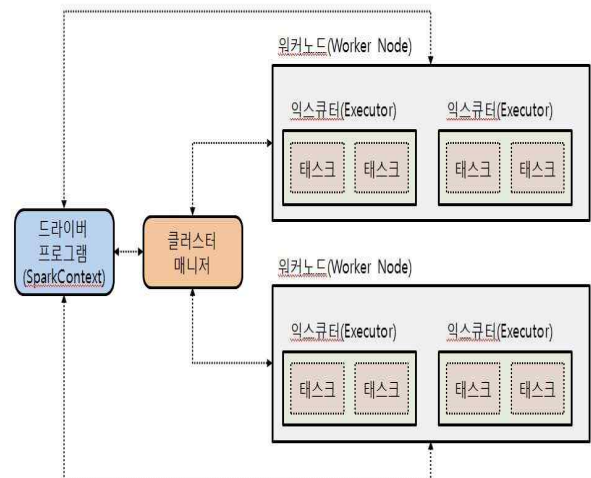 워커노드(Worker Node)
익스큐터(Executor) 익스큐터(Executor)
태스크 태스크 태스크 태스크
드라이버
프로그램
(SparkContext)
클러스터
매니저
워커노드(Worker Node)
익스큐터(Executor) 익스큐터(Executor)
태스크 태스크 태스크 태스크